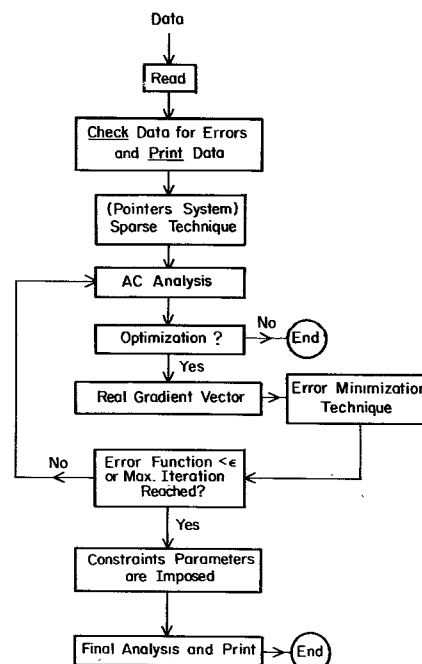 Data
Read
Check Data for Errors
and Print Data
(Pointers System)
Sparse Technique
AC Analysis
Optimization ?
No
End
Yes
Real Gradient Vector
Error Minimization
Technique
No
Error Function <ϵ
or Max. Iteration
Reached?
Yes
Constraints Parameters
are Imposed
Final Analysis and Print
End